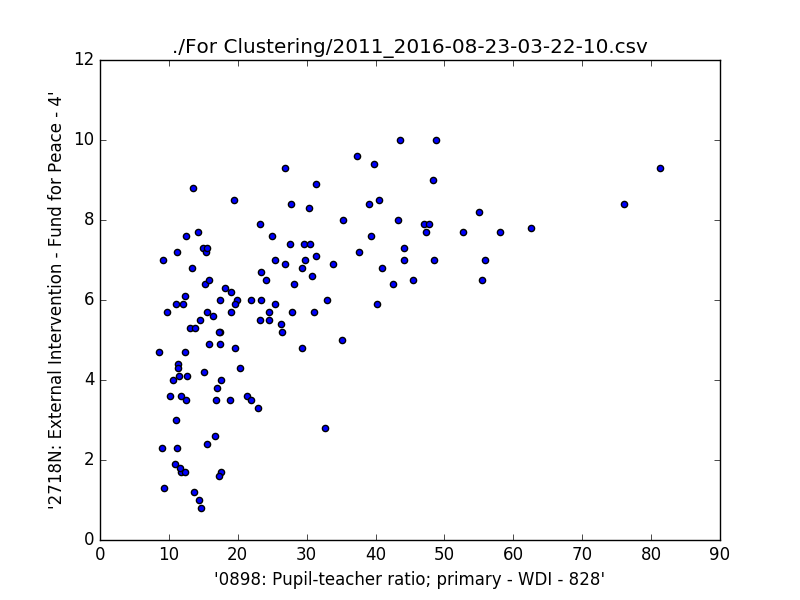 ./For Clustering/2011_2016-08-23-03-22-10.csv
12
10
8
6
4
2
0
'2718N: External Intervention - Fund for Peace - 4'
0 10 20 30 40 50 60 70 80 90
'0898: Pupil-teacher ratio; primary - WDI - 828'